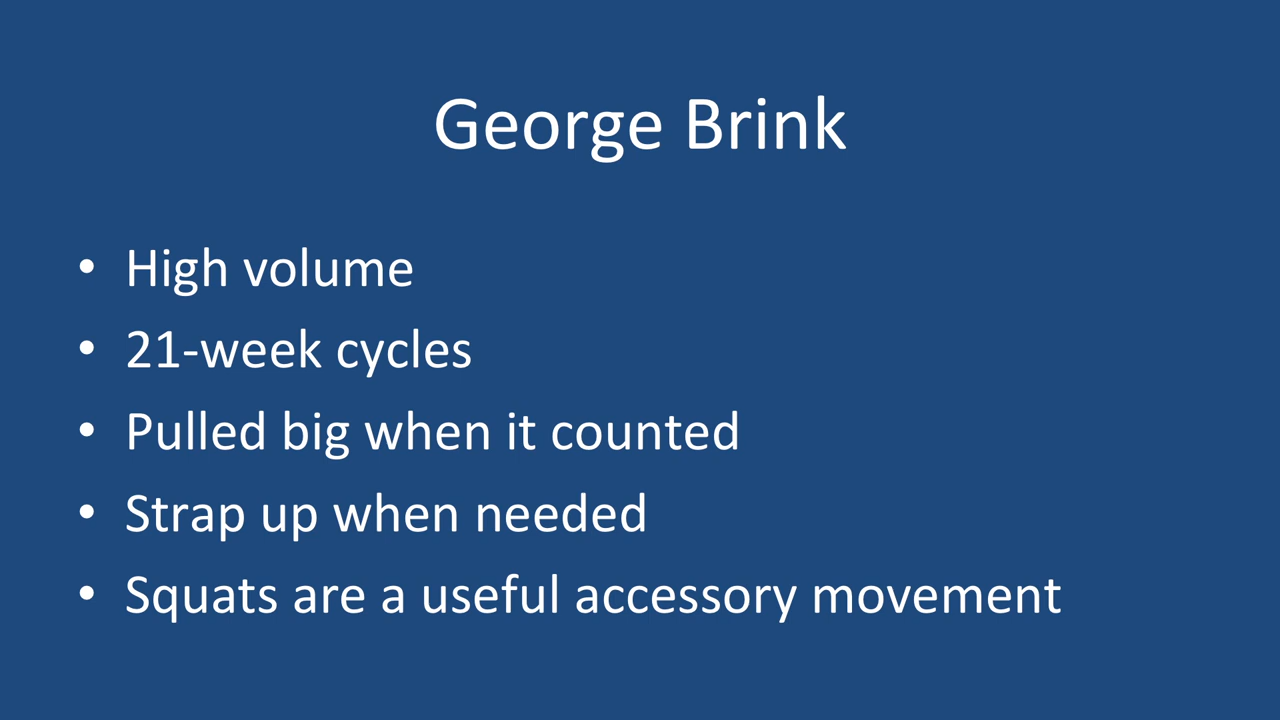 George Brink
• High volume
• 21-week cycles
• Pulled big when it counted
• Strap up when needed
• Squats are a useful accessory movement